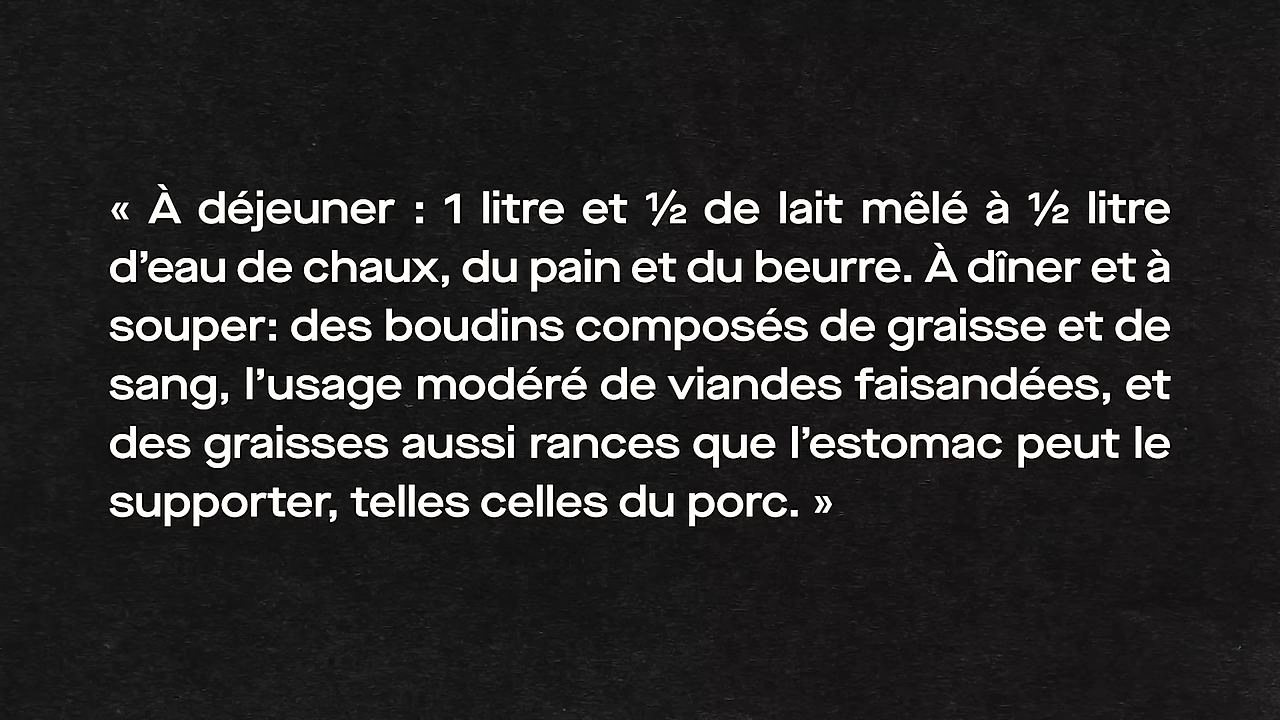 « À déjeuner : 1 litre et ½ de lait mêlé à ½ litre
d’eau de chaux, du pain et du beurre. À dîner et à
souper: des boudins composés de graisse et de
sang, l’usage modéré de viandes faisandées, et
des graisses aussi rances que l’estomac peut le
supporter, telles celles du porc. »